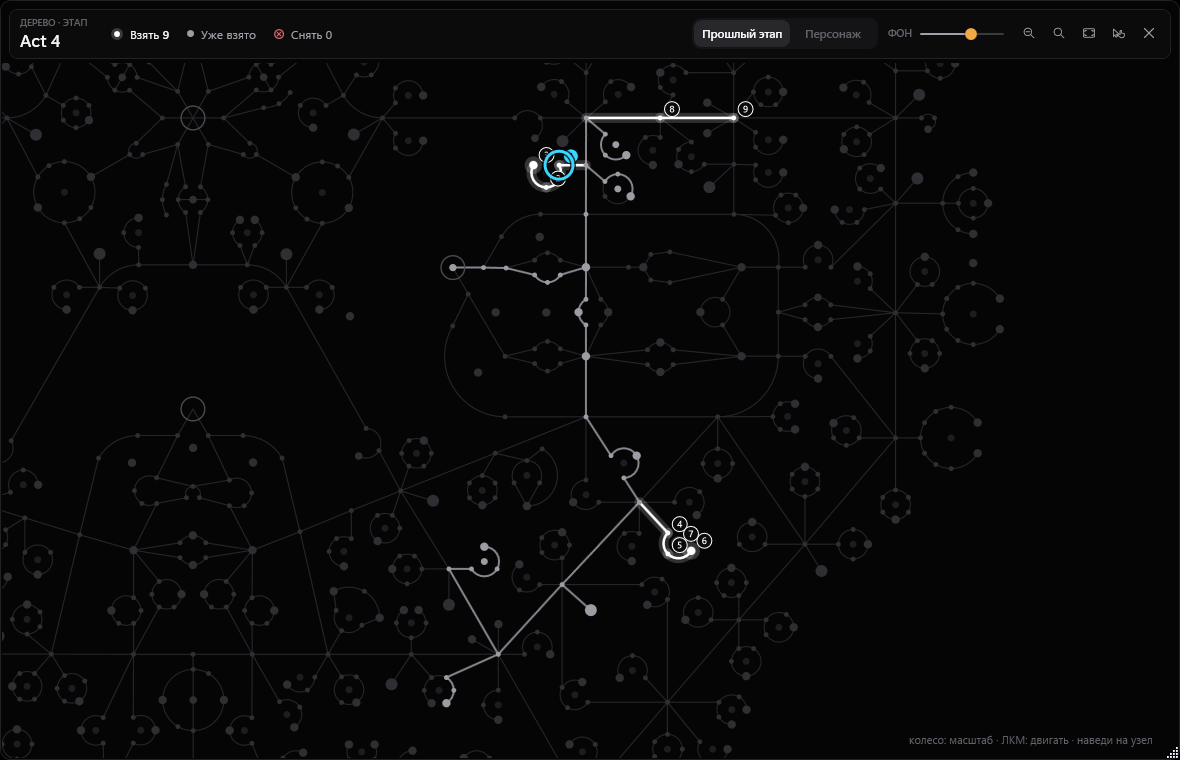 ДЕРЕВО · ЭТАП
Act 4
Взять 9
Уже взято
Снять 0
Прошлый этап
Персонаж
ФОН
8
9
4
7
5
6
колесо: масштаб · ЛКМ: двигать · наведи на узел